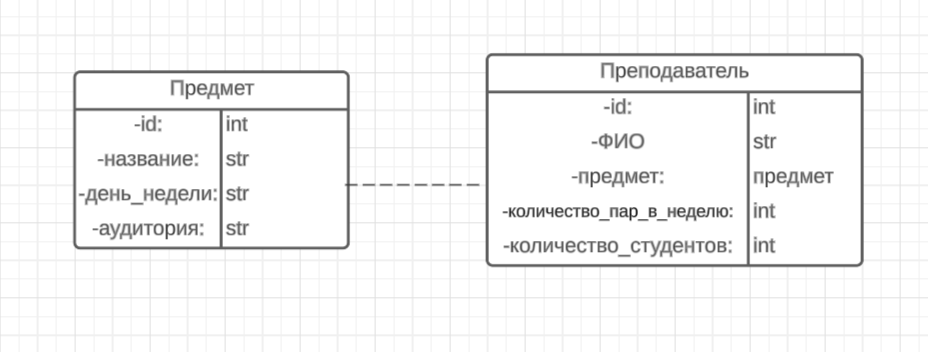 Предмет
-id: int
-название: str
-день_недели: str
-аудитория: str
Преподаватель
-id: int
-ФИО str
-предмет: предмет
-количество_пар_в_неделю: int
-количество_студентов: int